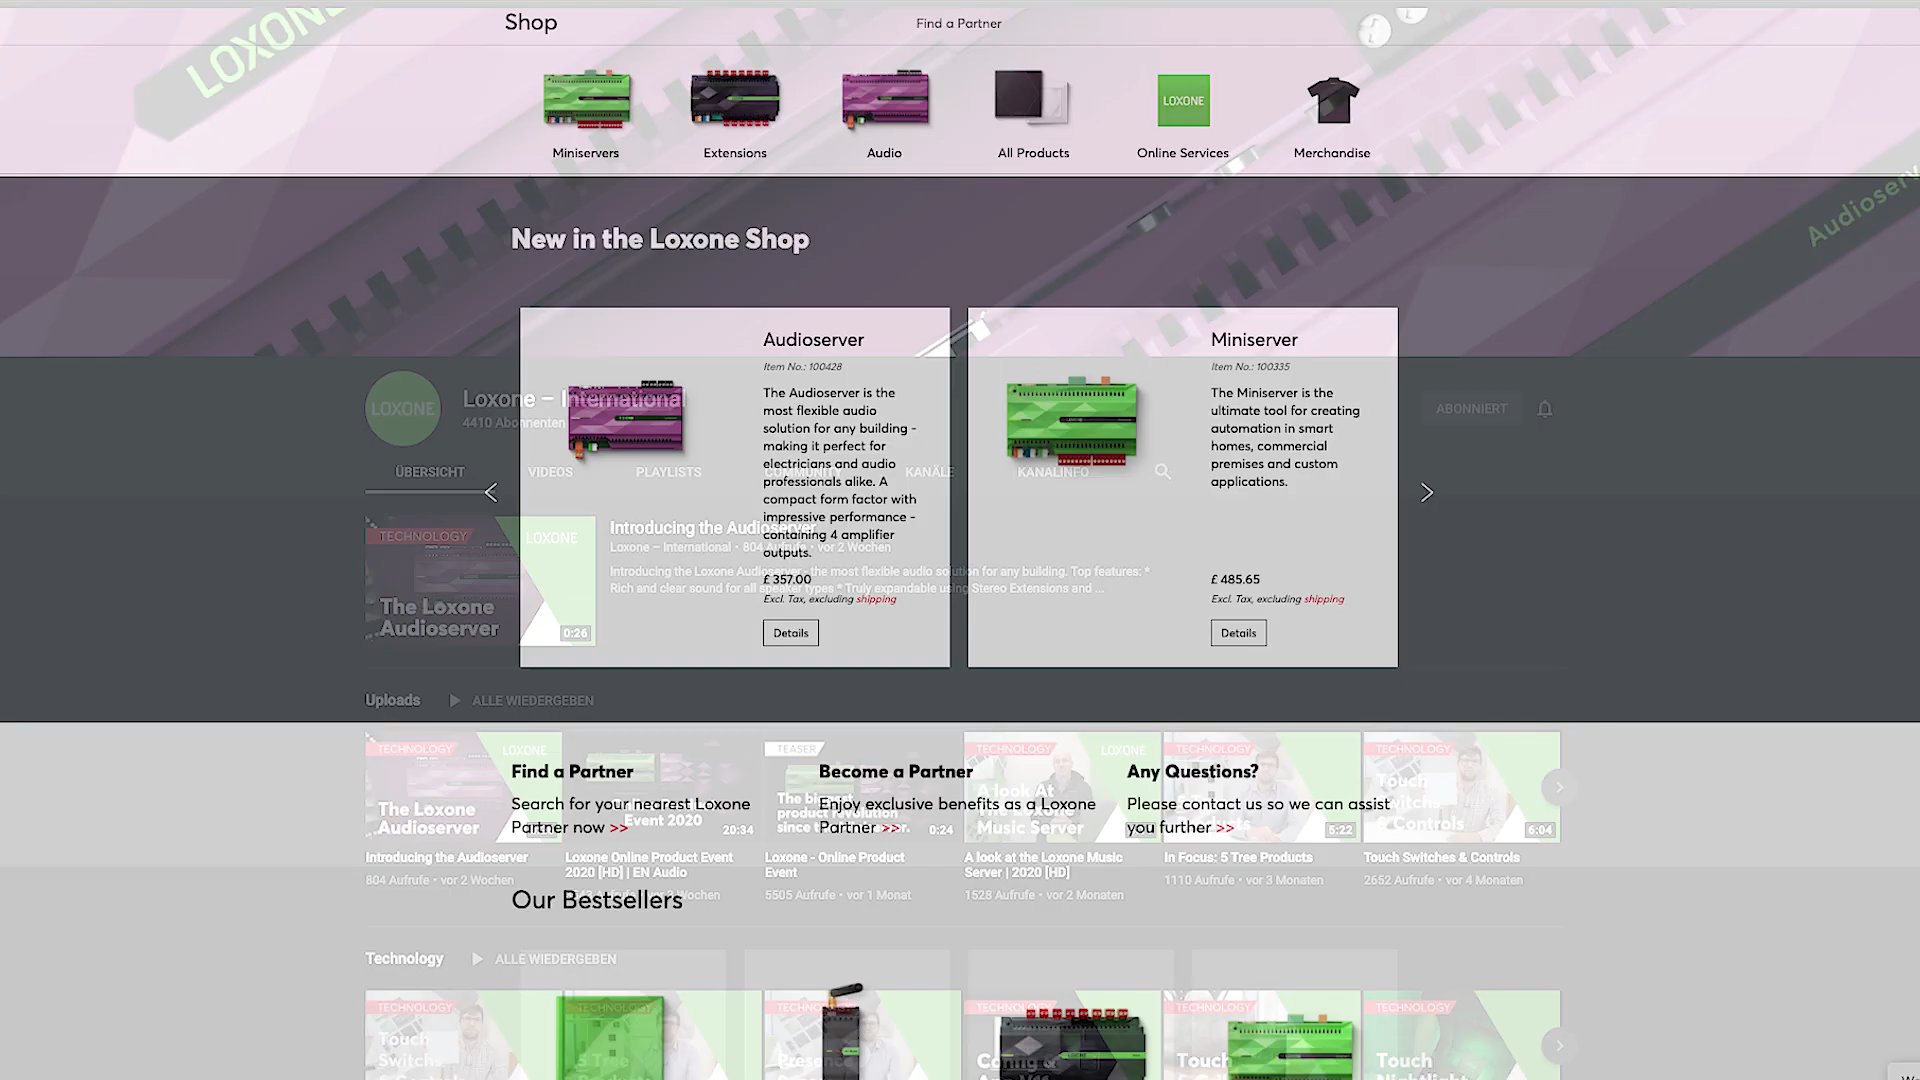 LOXONE
Shop
Find a Partner
LOXONE
Miniservers
Extensions
Audio
All Products
Online Services
Merchandise
Audioserv
New in the Loxone Shop
Audioserver
Item No.: 100428
The Audioserver is the
most flexible audio
solution for any building -
making it perfect for
electricians and audio
professionals alike. A
compact form factor with
impressive performance -
containing 4 amplifier
outputs.
£ 357.00
Excl. Tax, excluding shipping
Details
Miniserver
Item No.: 100335
The Miniserver is the
ultimate tool for creating
automation in smart
homes, commercial
premises and custom
applications.
£ 485.65
Excl. Tax, excluding shipping
Details
LOXONE
Loxone – International
4410 Abonnenten
ABONNIERT
ÜBERSICHT
VIDEOS
PLAYLISTS
COMMUNITY
KANÄLE
KANALINFO
TECHNOLOGY
LOXONE
The Loxone
Audioserver
0:26
Introducing the Audioserver
Loxone – International • 804 Aufrufe • vor 2 Wochen
Introducing the Loxone Audioserver - the most flexible audio solution for any building. Top features: *
Rich and clear sound for all speaker types * Truly expandable using Stereo Extensions and ...
Uploads
ALLE WIEDERGEBEN
TECHNOLOGY
LOXONE
The Loxone
Audioserver
Event 2020
20:34
TEASER
The biggest
product revolution
since
0:24
TECHNOLOGY
LOXONE
A look At
The Loxone
Music Server
TECHNOLOGY
5:22
TECHNOLOGY
Touch
Switches
& Controls
6:04
Find a Partner
Search for your nearest Loxone
Partner now >>
Become a Partner
Enjoy exclusive benefits as a Loxone
Partner >>
Any Questions?
Please contact us so we can assist
you further >>
Introducing the Audioserver
804 Aufrufe • vor 2 Wochen
Loxone Online Product Event
2020 [HD] | EN Audio
Wochen
Loxone - Online Product
Event
5505 Aufrufe • vor 1 Monat
A look at the Loxone Music
Server | 2020 [HD]
1528 Aufrufe • vor 2 Monaten
In Focus: 5 Tree Products
1110 Aufrufe • vor 3 Monaten
Touch Switches & Controls
2652 Aufrufe • vor 4 Monaten
Our Bestsellers
Technology
ALLE WIEDERGEBEN
TECHNOLOGY
Touch
Switches
& Controls
TECHNOLOGY
5 Tree
TECHNOLOGY
TECHNOLOGY
Config &
LOXONE
TECHNOLOGY
Touch
TECHNOLOGY
Touch
Nightlight